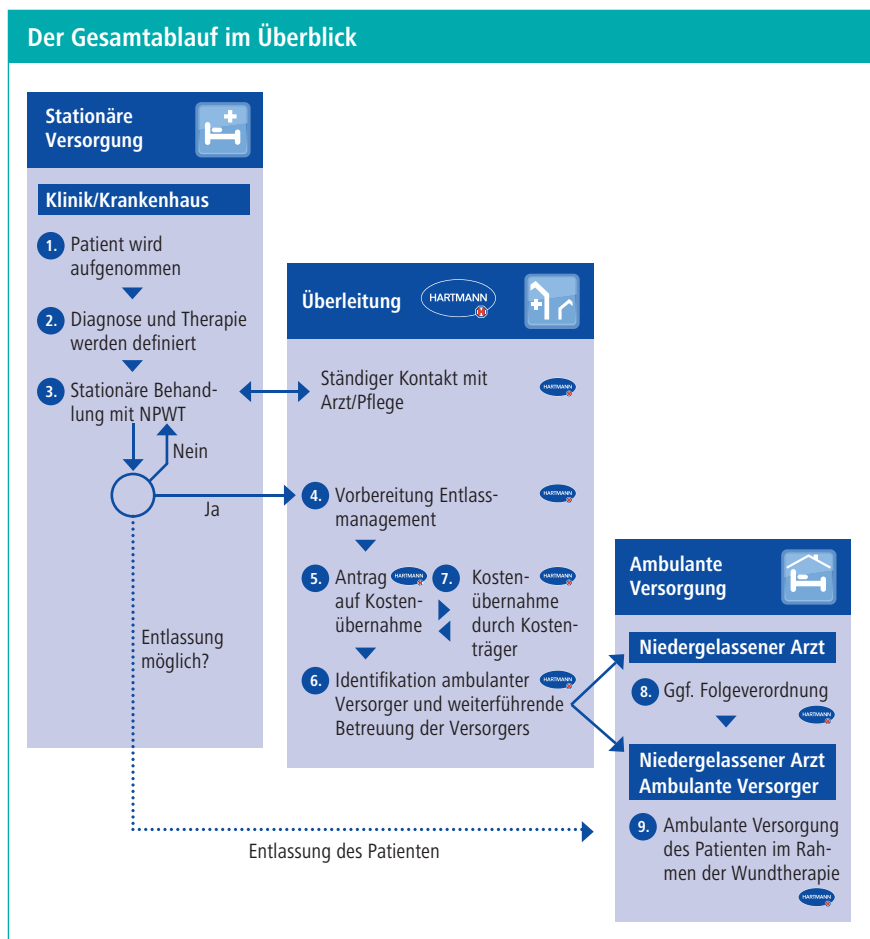 Der Gesamtablauf im Überblick
Stationäre
Versorgung
Klinik/Krankenhaus
1. Patient wird
aufgenommen
2. Diagnose und Therapie
werden definiert
3. Stationäre Behand-
lung mit NPWT
Nein
Ja
Entlassung
möglich?
Entlassung des Patienten
Überleitung
HARTMANN
Ständiger Kontakt mit
Arzt/Pflege
HARTMANN
4. Vorbereitung Entlass-
management
HARTMANN
5. Antrag
auf Kosten-
übernahme
HARTMANN
7. Kosten-
übernahme
durch Kosten-
träger
HARTMANN
6. Identifikation ambulanter
Versorger und weiterführende
Betreuung der Versorgers
HARTMANN
Ambulante
Versorgung
Niedergelassener Arzt
8. Ggf. Folgeverordnung
HARTMANN
Niedergelassener Arzt
Ambulante Versorger
9. Ambulante Versorgung
des Patienten im Rah-
men der Wundtherapie
HARTMANN